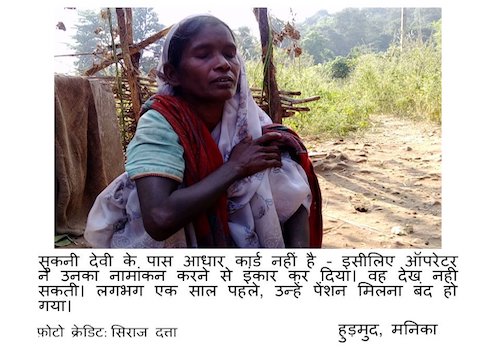 सुकनी देवी के पास आधार कार्ड नहीं है - इसीलिए ऑपरेटर
ने उनका नामांकन करने से इंकार कर दिया। वह देख नहीं
सकती। लगभग एक साल पहले, उन्हें पेंशन मिलना बंद हो
गया।
फ़ोटो क्रेडिट: सिराज दत्ता
हुड़मुद, मनिका